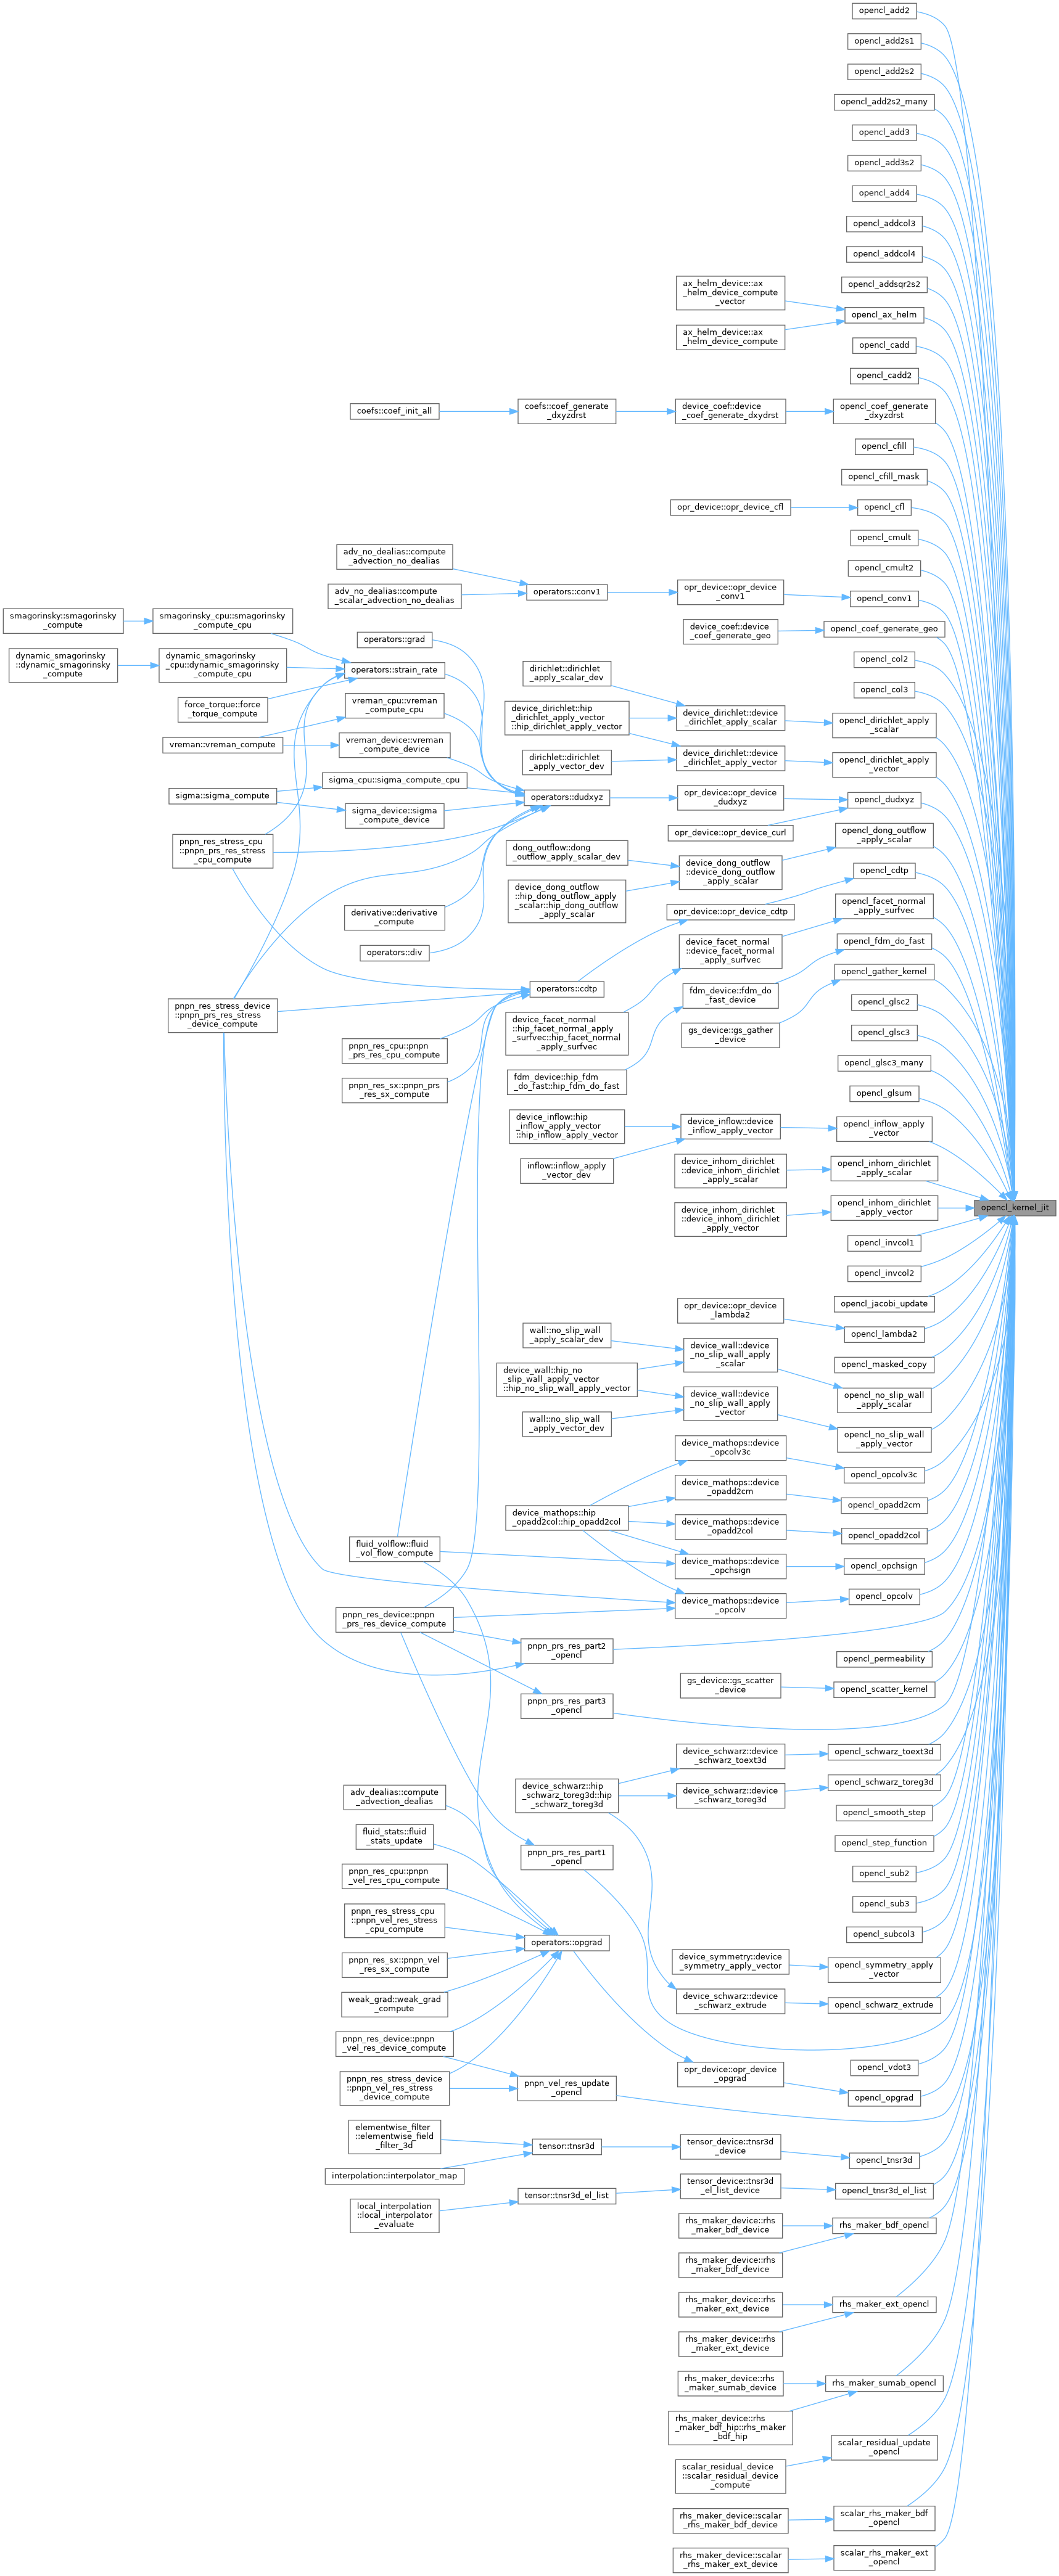 opencl_add2
opencl_add2s1
opencl_add2s2
opencl_add2s2_many
opencl_add3
opencl_add3s2
opencl_add4
opencl_addcol3
opencl_addcol4
opencl_addsqr2s2
ax_helm_device::ax
_helm_device_compute
_vector
opencl_ax_helm
ax_helm_device::ax
_helm_device_compute
opencl_cadd
opencl_cadd2
coefs::coef_init_all
coefs::coef_generate
_dxyzdrst
device_coef::device
_coef_generate_dxydrst
opencl_coef_generate
_dxyzdrst
opencl_cfill
opencl_cfill_mask
opr_device::opr_device_cfl
opencl_cfl
opencl_cmult
opencl_cmult2
adv_no_dealias::compute
_advection_no_dealias
adv_no_dealias::compute
_scalar_advection_no_dealias
operators::conv1
opr_device::opr_device
_conv1
opencl_conv1
smagorinsky::smagorinsky
_compute
smagorinsky_cpu::smagorinsky
_compute_cpu
operators::grad
device_coef::device
_coef_generate_geo
opencl_coef_generate_geo
dynamic_smagorinsky
::dynamic_smagorinsky
_compute
dynamic_smagorinsky
_cpu::dynamic_smagorinsky
_compute_cpu
operators::strain_rate
dirichlet::dirichlet
_apply_scalar_dev
opencl_col2
opencl_col3
force_torque::force
_torque_compute
vreman_cpu::vreman
_compute_cpu
device_dirichlet::hip
_dirichlet_apply_vector
::hip_dirichlet_apply_vector
device_dirichlet::device
_dirichlet_apply_scalar
opencl_dirichlet_apply
_scalar
vreman::vreman_compute
vreman_device::vreman
_compute_device
dirichlet::dirichlet
_apply_vector_dev
device_dirichlet::device
_dirichlet_apply_vector
opencl_dirichlet_apply
_vector
sigma_cpu::sigma_compute_cpu
sigma::sigma_compute
sigma_device::sigma
_compute_device
operators::dudxyz
opr_device::opr_device
_dudxyz
opencl_dudxyz
opr_device::opr_device_curl
pnpn_res_stress_cpu
::pnpn_prs_res_stress
_cpu_compute
dong_outflow::dong
_outflow_apply_scalar_dev
device_dong_outflow
::device_dong_outflow
_apply_scalar
opencl_dong_outflow
_apply_scalar
device_dong_outflow
::hip_dong_outflow_apply
_scalar::hip_dong_outflow
_apply_scalar
opencl_cdtp
derivative::derivative
_compute
opr_device::opr_device_cdtp
opencl_facet_normal
_apply_surfvec
operators::div
device_facet_normal
::device_facet_normal
_apply_surfvec
opencl_fdm_do_fast
operators::cdtp
fdm_device::fdm_do
_fast_device
opencl_gather_kernel
pnpn_res_stress_device
::pnpn_prs_res_stress
_device_compute
device_facet_normal
::hip_facet_normal_apply
_surfvec::hip_facet_normal
_apply_surfvec
gs_device::gs_gather
_device
opencl_glsc2
opencl_glsc3
pnpn_res_cpu::pnpn
_prs_res_cpu_compute
opencl_glsc3_many
pnpn_res_sx::pnpn_prs
_res_sx_compute
fdm_device::hip_fdm
_do_fast::hip_fdm_do_fast
opencl_glsum
device_inflow::hip
_inflow_apply_vector
::hip_inflow_apply_vector
device_inflow::device
_inflow_apply_vector
opencl_inflow_apply
_vector
inflow::inflow_apply
_vector_dev
device_inhom_dirichlet
::device_inhom_dirichlet
_apply_scalar
opencl_inhom_dirichlet
_apply_scalar
opencl_kernel_jit
device_inhom_dirichlet
::device_inhom_dirichlet
_apply_vector
opencl_inhom_dirichlet
_apply_vector
opencl_invcol1
opencl_invcol2
opencl_jacobi_update
opr_device::opr_device
_lambda2
opencl_lambda2
wall::no_slip_wall
_apply_scalar_dev
device_wall::device
_no_slip_wall_apply
_scalar
opencl_masked_copy
device_wall::hip_no
_slip_wall_apply_vector
::hip_no_slip_wall_apply_vector
device_wall::device
_no_slip_wall_apply
_vector
opencl_no_slip_wall
_apply_scalar
wall::no_slip_wall
_apply_vector_dev
opencl_no_slip_wall
_apply_vector
device_mathops::device
_opcolv3c
opencl_opcolv3c
device_mathops::device
_opadd2cm
opencl_opadd2cm
device_mathops::hip
_opadd2col::hip_opadd2col
device_mathops::device
_opadd2col
opencl_opadd2col
fluid_volflow::fluid
_vol_flow_compute
device_mathops::device
_opchsign
opencl_opchsign
device_mathops::device
_opcolv
opencl_opcolv
pnpn_res_device::pnpn
_prs_res_device_compute
pnpn_prs_res_part2
_opencl
opencl_permeability
gs_device::gs_scatter
_device
opencl_scatter_kernel
pnpn_prs_res_part3
_opencl
device_schwarz::device
_schwarz_toext3d
opencl_schwarz_toext3d
device_schwarz::hip
_schwarz_toreg3d::hip
_schwarz_toreg3d
device_schwarz::device
_schwarz_toreg3d
opencl_schwarz_toreg3d
adv_dealias::compute
_advection_dealias
opencl_smooth_step
fluid_stats::fluid
_stats_update
pnpn_prs_res_part1
_opencl
opencl_step_function
pnpn_res_cpu::pnpn
_vel_res_cpu_compute
opencl_sub2
opencl_sub3
pnpn_res_stress_cpu
::pnpn_vel_res_stress
_cpu_compute
operators::opgrad
opencl_subcol3
pnpn_res_sx::pnpn_vel
_res_sx_compute
device_symmetry::device
_symmetry_apply_vector
opencl_symmetry_apply
_vector
weak_grad::weak_grad
_compute
device_schwarz::device
_schwarz_extrude
opencl_schwarz_extrude
pnpn_res_device::pnpn
_vel_res_device_compute
opr_device::opr_device
_opgrad
opencl_vdot3
pnpn_res_stress_device
::pnpn_vel_res_stress
_device_compute
pnpn_vel_res_update
_opencl
opencl_opgrad
elementwise_filter
::elementwise_field
_filter_3d
tensor::tnsr3d
tensor_device::tnsr3d
_device
opencl_tnsr3d
interpolation::interpolator_map
local_interpolation
::local_interpolator
_evaluate
tensor::tnsr3d_el_list
tensor_device::tnsr3d
_el_list_device
opencl_tnsr3d_el_list
rhs_maker_device::rhs
_maker_bdf_device
rhs_maker_bdf_opencl
rhs_maker_device::rhs
_maker_bdf_device
rhs_maker_device::rhs
_maker_ext_device
rhs_maker_ext_opencl
rhs_maker_device::rhs
_maker_ext_device
rhs_maker_device::rhs
_maker_sumab_device
rhs_maker_sumab_opencl
rhs_maker_device::rhs
_maker_bdf_hip::rhs_maker
_bdf_hip
scalar_residual_update
_opencl
scalar_residual_device
::scalar_residual_device
_compute
rhs_maker_device::scalar
_rhs_maker_bdf_device
scalar_rhs_maker_bdf
_opencl
rhs_maker_device::scalar
_rhs_maker_ext_device
scalar_rhs_maker_ext
_opencl